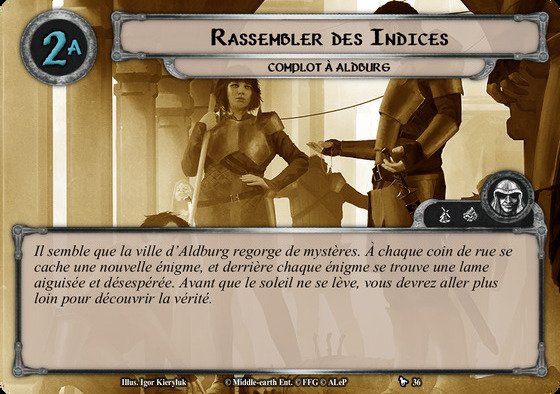 2A
Rassembler des Indices
Complot à Aldburg
Il semble que la ville d'Aldburg regorge de mystères. À chaque coin de rue se
cache une nouvelle énigme, et derrière chaque énigme se trouve une lame
aiguisée et désespérée. Avant que le soleil ne se lève, vous devrez aller plus
loin pour découvrir la vérité.
Illus. Igor Kieryluk © Middle-earth Ent. © FFG © ALeP 36